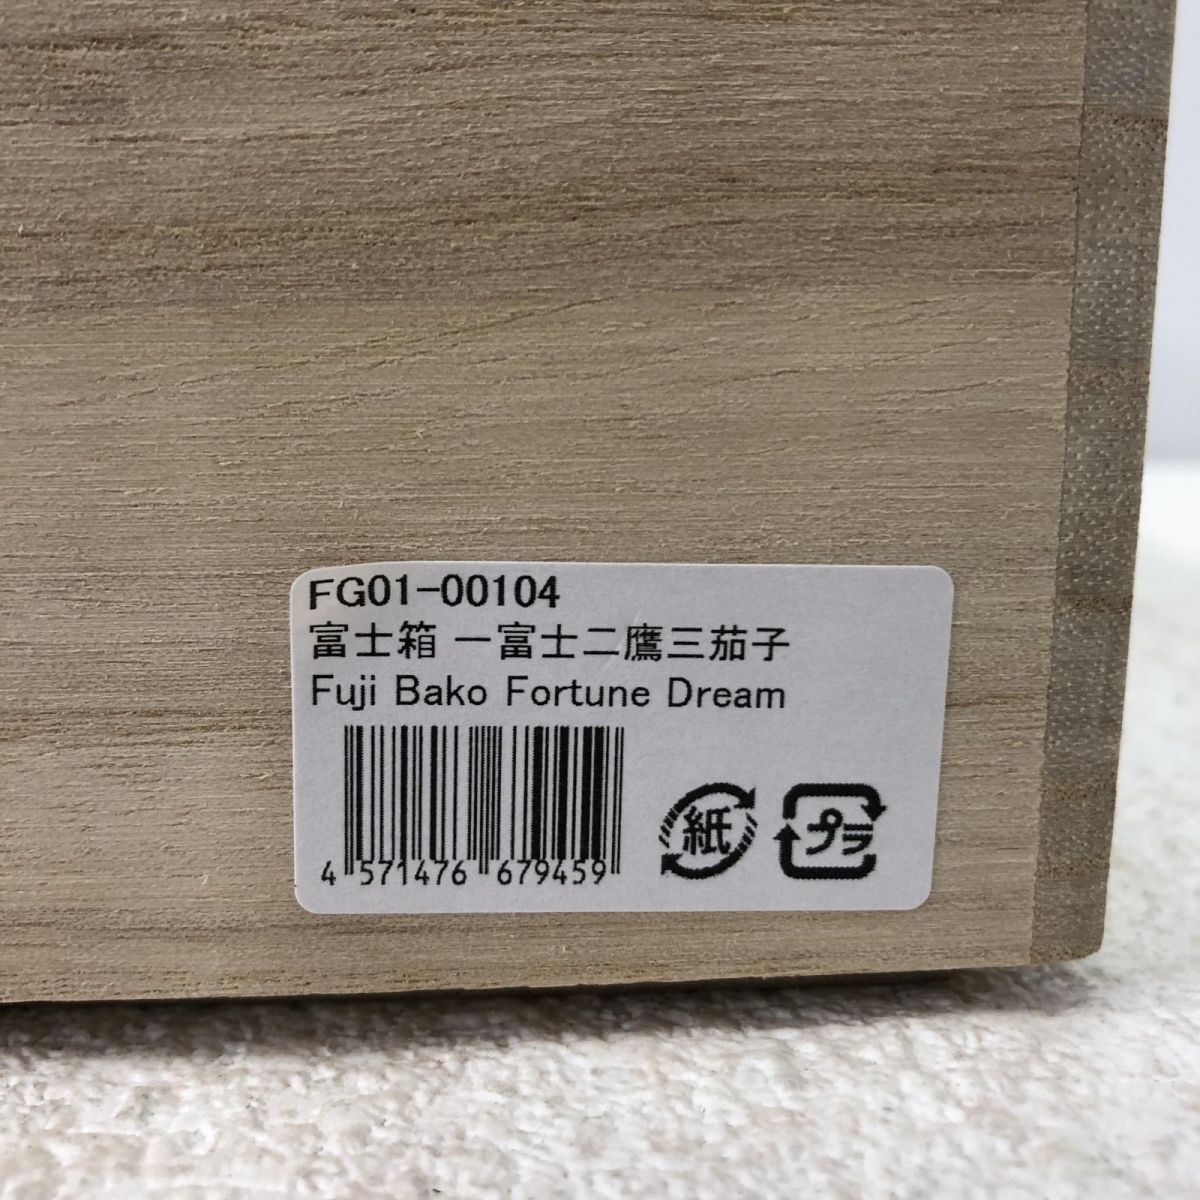 FG01-00104
富士箱 一富士二鷹三茄子
Fuji Bako Fortune Dream
4 571476 679459
紙 プラ